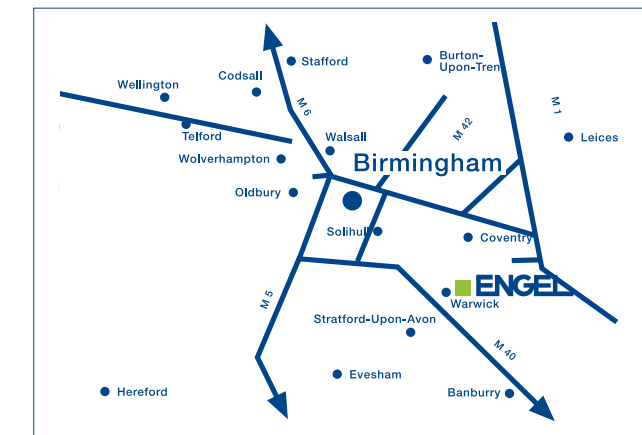 Stafford
Burton-
Upon-Tren
Codsall
Wellington
M 6
M 1
M 42
Telford
Walsall
Leices
Wolverhampton
Birmingham
Oldbury
Solihull
Coventry
ENGEL
Warwick
M 5
Stratford-Upon-Avon
M 40
Evesham
Hereford
Banburry